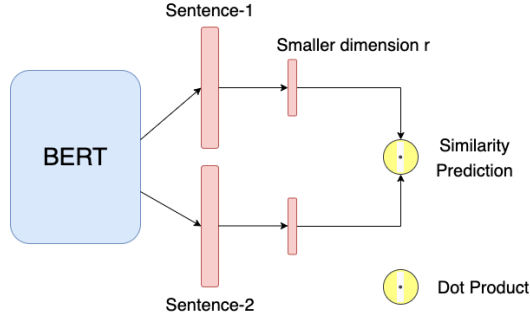 Sentence-1
Smaller dimension r
BERT
Similarity
Prediction
Dot Product
Sentence-2